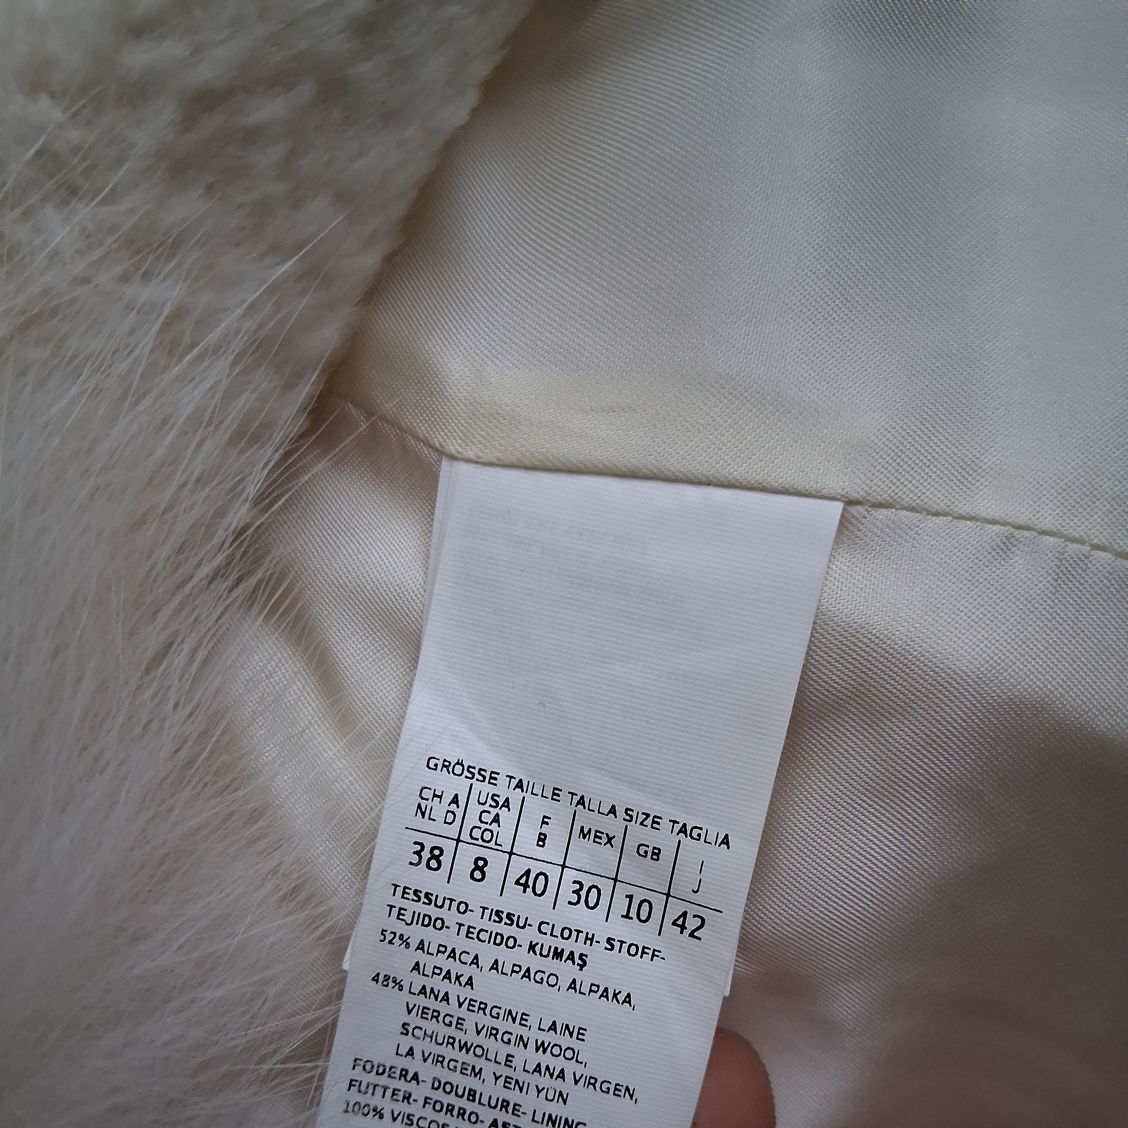 GRÖSSE TAILLE TALLA SIZE TAGLIA
CH A USA F MEX GB I
NL D CA B J
COL
38 8 40 30 10 42
TESSUTO- TISSU- CLOTH- STOFF-
TEJIDO- TECIDO- KUMAŞ
52% ALPACA, ALPAGO, ALPAKA,
ALPAKA
48% LANA VERGINE, LAINE
VIERGE, VIRGIN WOOL,
SCHURWOLLE, LANA VIRGEN,
LA VIRGEM, YENI YÜN
FODERA- DOUBLURE- LINING
FUTTER- FORRO-
100%